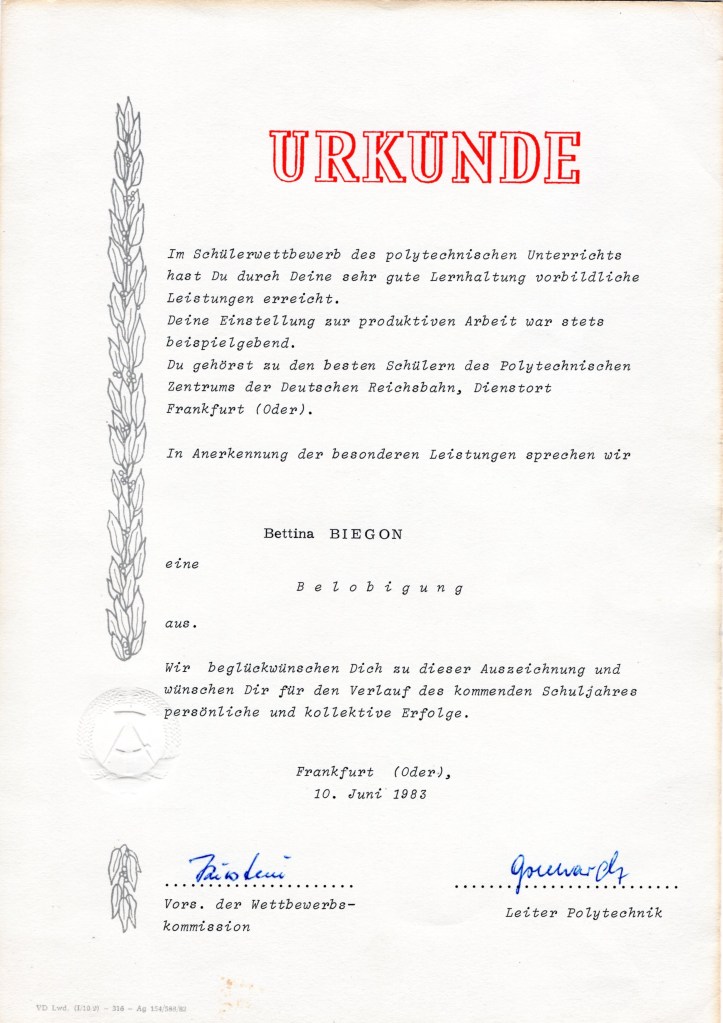 URKUNDE
Im Schülerwettbewerb des polytechnischen Unterrichts
hast Du durch Deine sehr gute Lernhaltung vorbildliche
Leistungen erreicht.
Deine Einstellung zur produktiven Arbeit war stets
beispielgebend.
Du gehörst zu den besten Schülern des Polytechnischen
Zentrums der Deutschen Reichsbahn, Dienstort
Frankfurt (Oder).
In Anerkennung der besonderen Leistungen sprechen wir
Bettina BIEGON
eine
B e l o b i g u n g
aus.
Wir beglückwünschen Dich zu dieser Auszeichnung und
wünschen Dir für den Verlauf des kommenden Schuljahres
persönliche und kollektive Erfolge.
Frankfurt (Oder),
10. Juni 1983
Vors. der Wettbewerbs-
kommission
Leiter Polytechnik
VD Lwd. - 316 - Ag